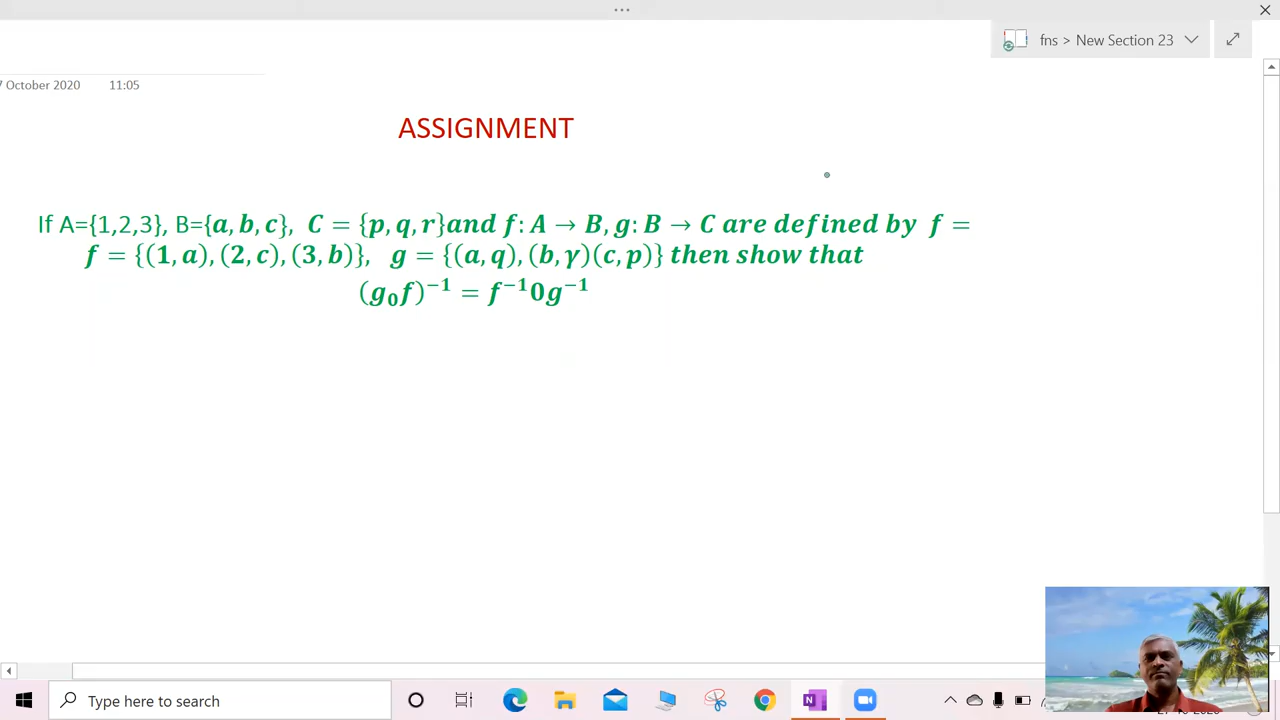 fns > New Section 23
7 October 2020 11:05
ASSIGNMENT
If A={1,2,3}, B={a, b, c}, C = {p, q, r}and f: A → B, g: B → C are defined by f =
f = {(1, a), (2, c), (3, b)}, g = {(a, q), (b, γ)(c, p)} then show that
(g₀f)⁻¹ = f⁻¹0g⁻¹
Type here to search